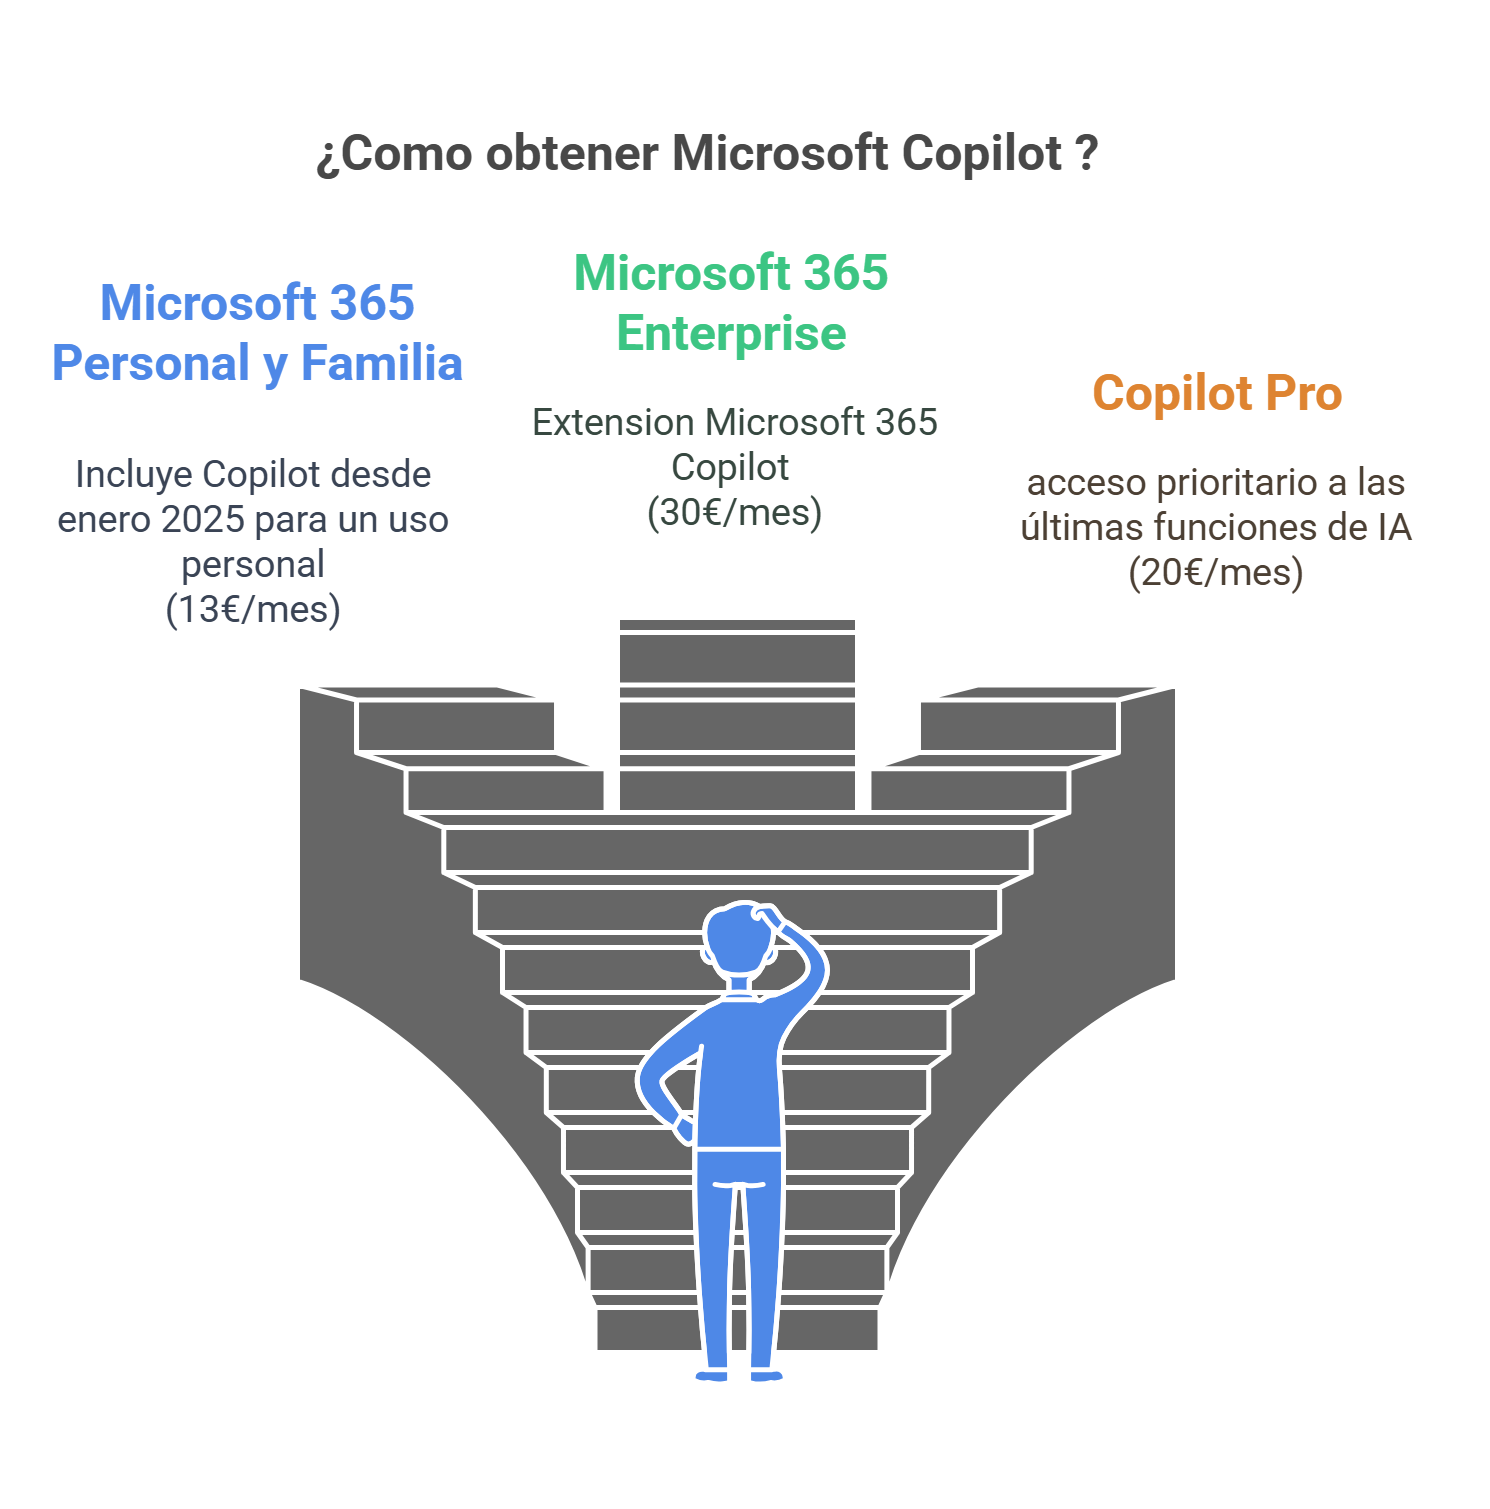 ¿Como obtener Microsoft Copilot ?
Microsoft 365
Personal y Familia
Incluye Copilot desde
enero 2025 para un uso
personal
(13€/mes)
Microsoft 365
Enterprise
Extension Microsoft 365
Copilot
(30€/mes)
Copilot Pro
acceso prioritario a las
últimas funciones de IA
(20€/mes)